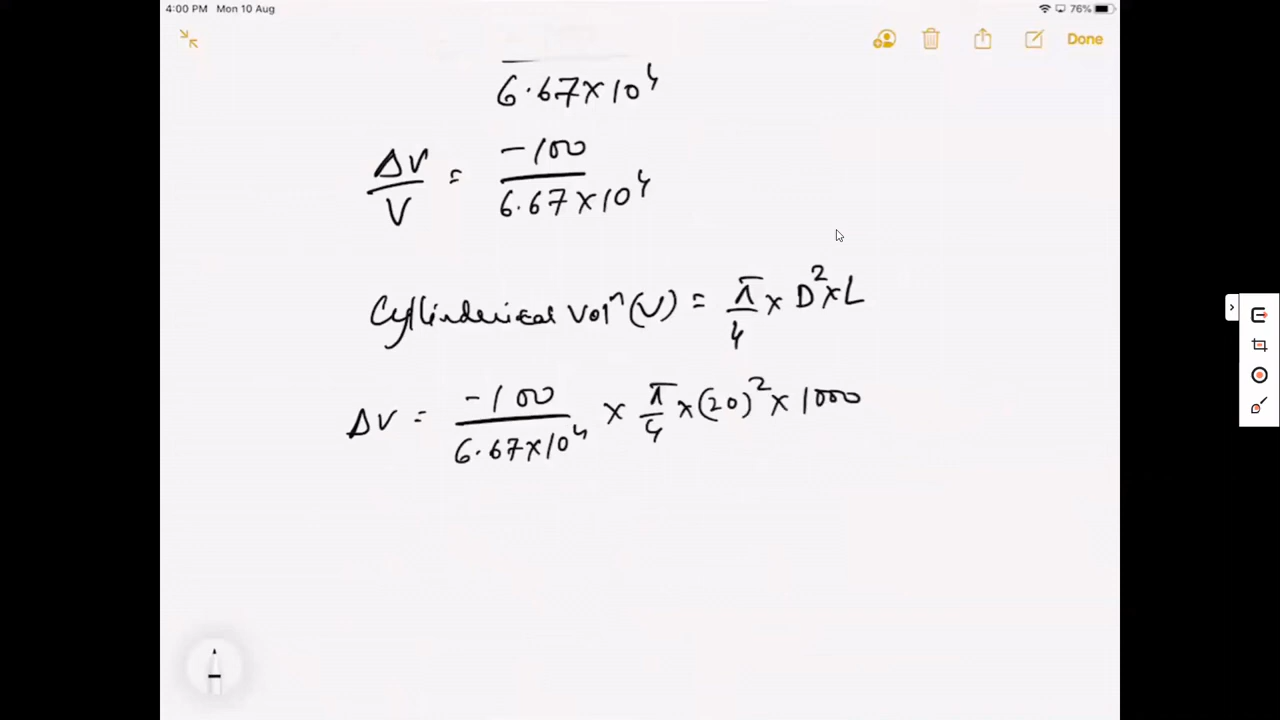 4:00 PM Mon 10 Aug 76%
Done
6.67×10⁴
ΔV/V = -100/6.67×10⁴
Cyllinderical Volⁿ(V) = π/4 × D²×L
ΔV = -100/6.67×10⁴ × π/4 ×(20)² × 1000